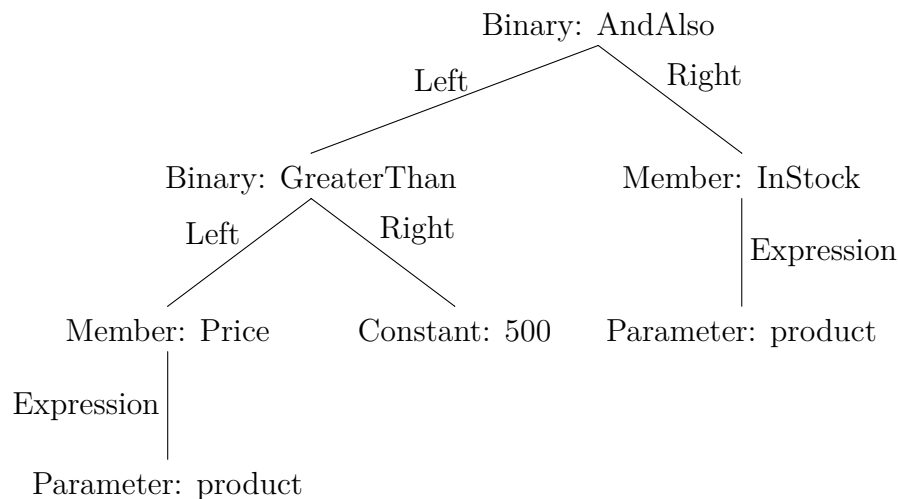 Binary: AndAlso
Left
Right
Binary: GreaterThan
Member: InStock
Left
Right
Expression
Member: Price
Constant: 500
Parameter: product
Expression
Parameter: product